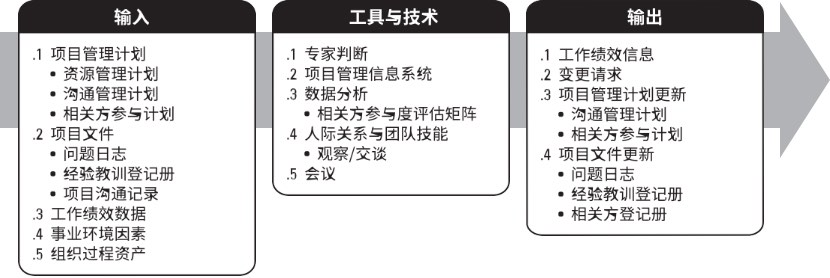 输入
.1 项目管理计划
• 资源管理计划
• 沟通管理计划
• 相关方参与计划
.2 项目文件
• 问题日志
• 经验教训登记册
• 项目沟通记录
.3 工作绩效数据
.4 事业环境因素
.5 组织过程资产
工具与技术
.1 专家判断
.2 项目管理信息系统
.3 数据分析
• 相关方参与度评估矩阵
.4 人际关系与团队技能
• 观察/交谈
.5 会议
输出
.1 工作绩效信息
.2 变更请求
.3 项目管理计划更新
• 沟通管理计划
• 相关方参与计划
.4 项目文件更新
• 问题日志
• 经验教训登记册
• 相关方登记册